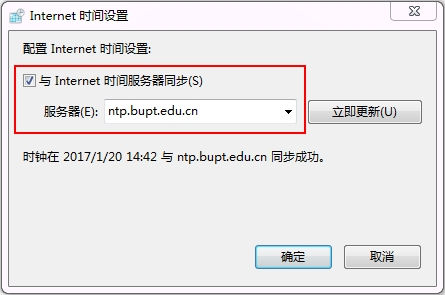 Internet 时间设置
配置 Internet 时间设置:
与 Internet 时间服务器同步(S)
服务器(E): ntp.bupt.edu.cn 立即更新(U)
时钟在 2017/1/20 14:42 与 ntp.bupt.edu.cn 同步成功。
确定 取消